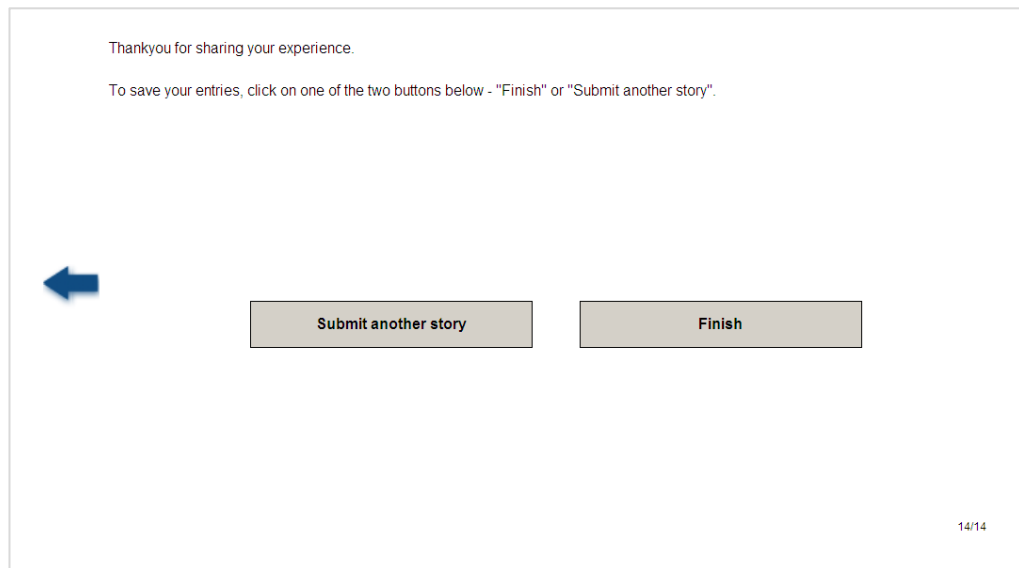 Thankyou for sharing your experience.
To save your entries, click on one of the two buttons below - "Finish" or "Submit another story".
Submit another story
Finish
14/14